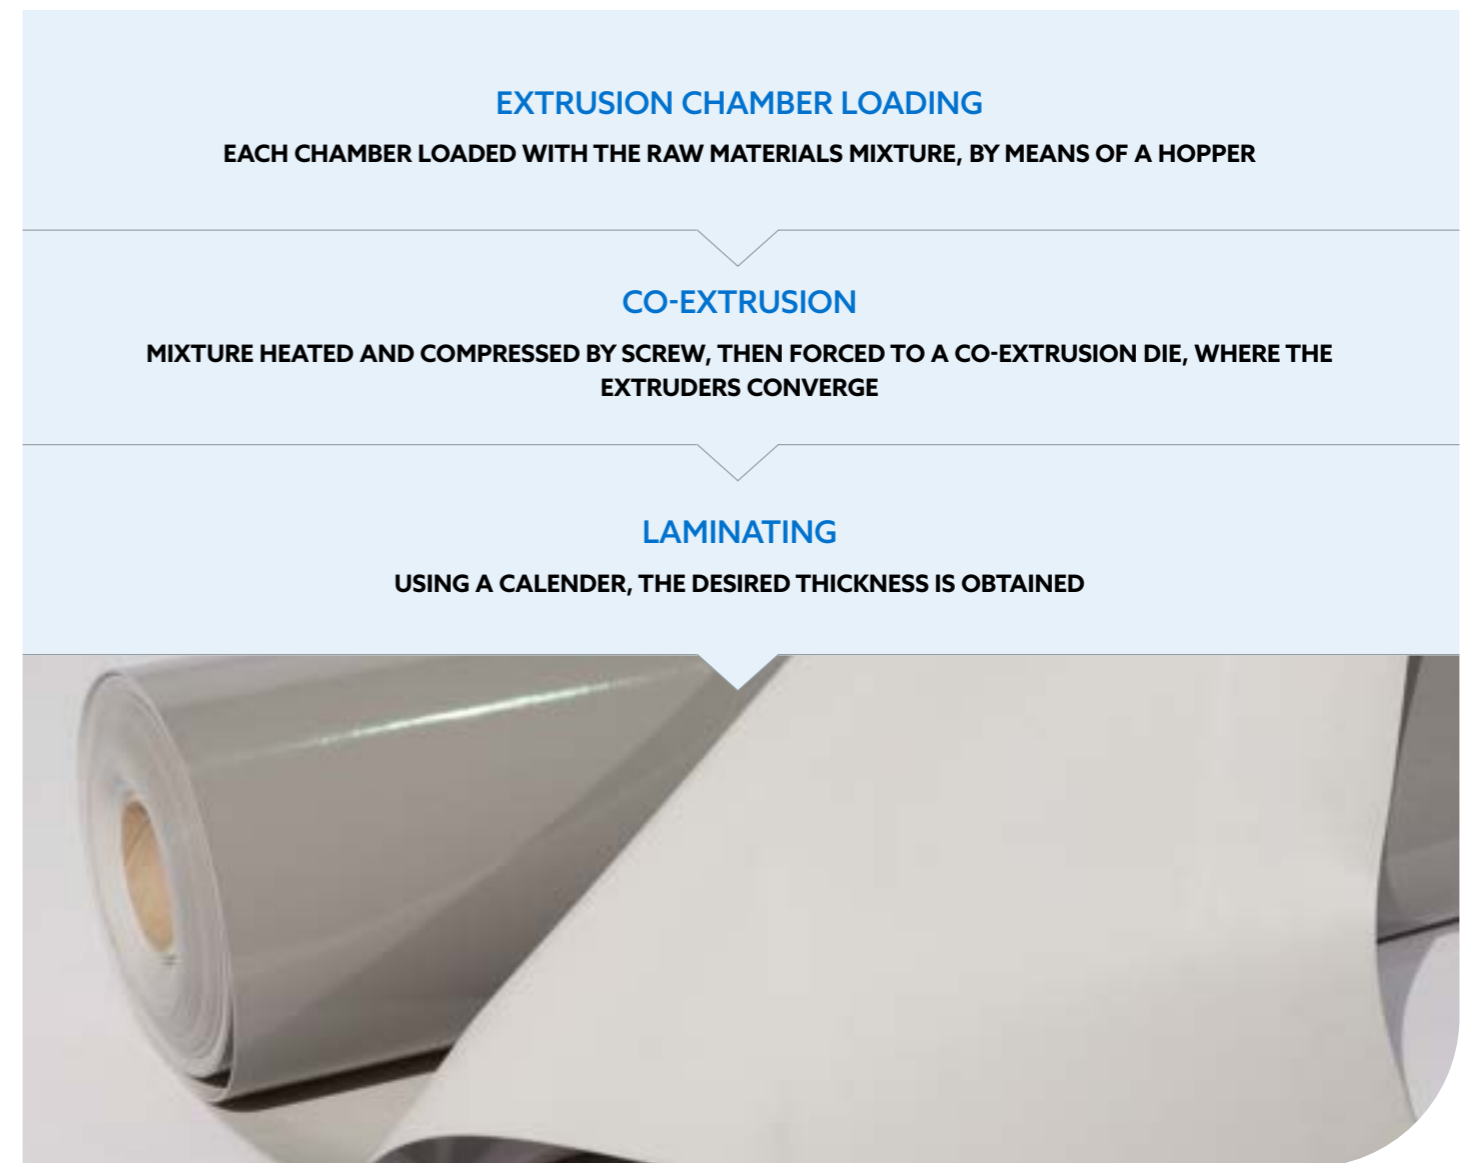 EXTRUSION CHAMBER LOADING
EACH CHAMBER LOADED WITH THE RAW MATERIALS MIXTURE, BY MEANS OF A HOPPER
CO-EXTRUSION
MIXTURE HEATED AND COMPRESSED BY SCREW, THEN FORCED TO A CO-EXTRUSION DIE, WHERE THE
EXTRUDERS CONVERGE
LAMINATING
USING A CALENDER, THE DESIRED THICKNESS IS OBTAINED